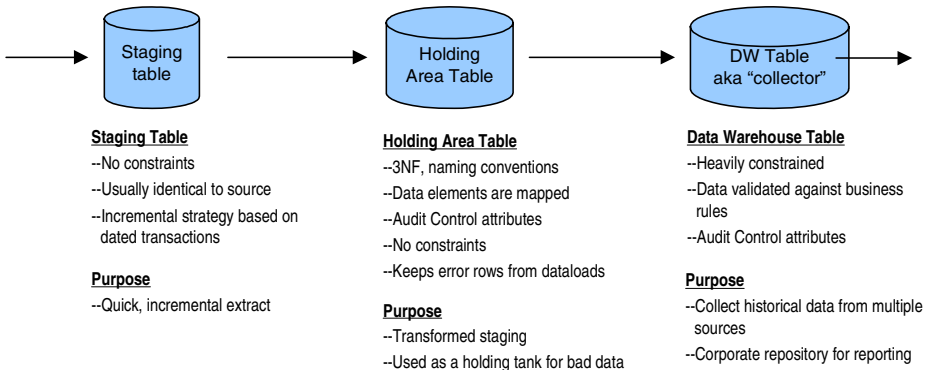 Staging
table
Holding
Area Table
DW Table
aka “collector”
Staging Table
--No constraints
--Usually identical to source
--Incremental strategy based on
dated transactions
Purpose
--Quick, incremental extract
Holding Area Table
--3NF, naming conventions
--Data elements are mapped
--Audit Control attributes
--No constraints
--Keeps error rows from dataloads
Purpose
--Transformed staging
--Used as a holding tank for bad data
Data Warehouse Table
--Heavily constrained
--Data validated against business
rules
--Audit Control attributes
Purpose
--Collect historical data from multiple
sources
--Corporate repository for reporting